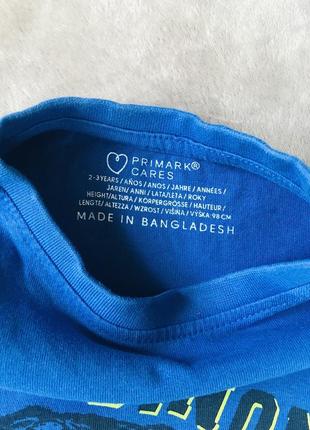 PRIMARK®
CARES
2-3 YEARS / AÑOS / ANOS / JAHRE / ANNÉES /
JAREN / ANNI / LATA / LETA / ROKY
HEIGHT / ALTURA / KÖRPERGRÖSSE / HAUTEUR /
LENGTE / ALTEZZA / WZROST / VIŠINA / VÝŠKA: 98 CM
MADE IN BANGLADESH